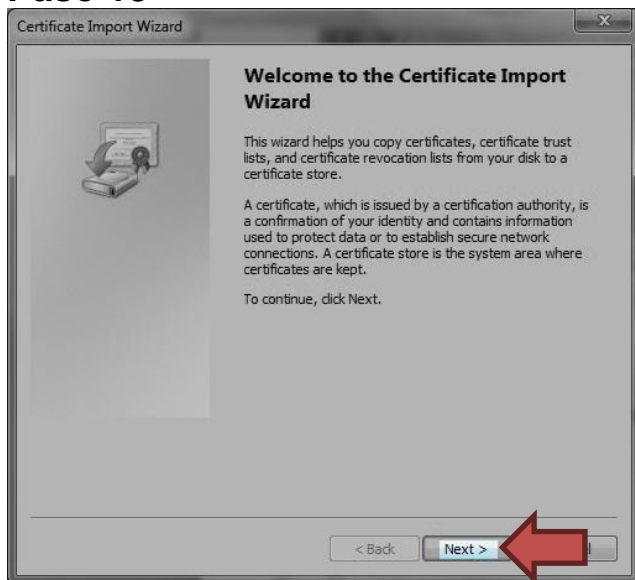 Certificate Import Wizard
Welcome to the Certificate Import
Wizard
This wizard helps you copy certificates, certificate trust
lists, and certificate revocation lists from your disk to a
certificate store.
A certificate, which is issued by a certification authority, is
a confirmation of your identity and contains information
used to protect data or to establish secure network
connections. A certificate store is the system area where
certificates are kept.
To continue, click Next.
< Back Next >